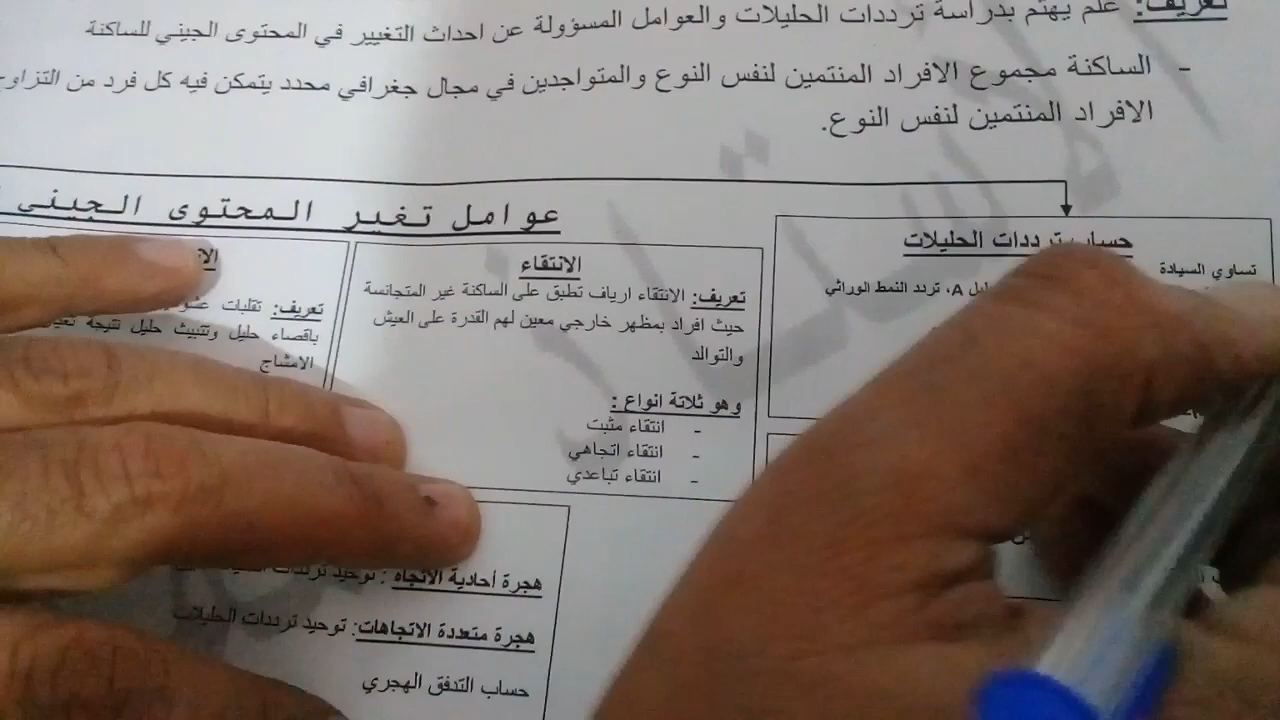 تعريف: علم يهتم بدراسة ترددات الحليلات والعوامل المسؤولة عن احداث التغيير في المحتوى الجيني للساكنة
- الساكنة مجموع الافراد المنتمين لنفس النوع والمتواجدين في مجال جغرافي محدد يتمكن فيه كل فرد من
الافراد المنتمين لنفس النوع.
عوامل تغير المحتوى الجيني
حساب ترددات الحليلات
تساوي السيادة
A، تردد النمط الوراثي
الانتقاء
تعريف: الانتقاء ارياف تطبق على الساكنة غير المتجانسة
حيث افراد بمظهر خارجي معين لهم القدرة على العيش
والتوالد
وهو ثلاثة انواع :
- انتقاء مثبت
- انتقاء اتجاهي
- انتقاء تباعدي
تعريف: تقلبات
باقصاء حليل وتثبيث حليل نتيجة
الامشاج
هجرة أحادية الاتجاه : توحيد ترددات
هجرة متعددة الاتجاهات: توحيد ترددات الحليلات
حساب التدفق الهجري